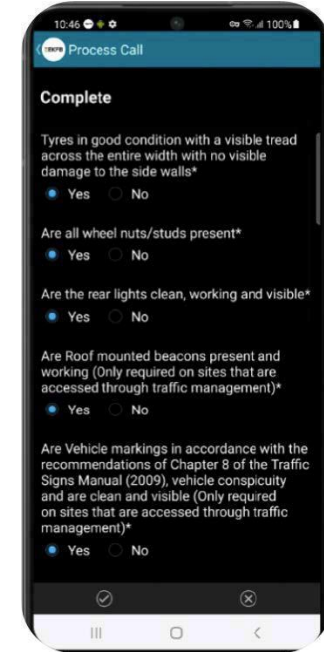 10:46 100%
TEKFB Process Call
Complete
Tyres in good condition with a visible tread
across the entire width with no visible
damage to the side walls*
Yes No
Are all wheel nuts/studs present*
Yes No
Are the rear lights clean, working and visible*
Yes No
Are Roof mounted beacons present and
working (Only required on sites that are
accessed through traffic management)*
Yes No
Are Vehicle markings in accordance with the
recommendations of Chapter 8 of the Traffic
Signs Manual (2009), vehicle conspicuity
and are clean and visible (Only required
on sites that are accessed through traffic
management)*
Yes No